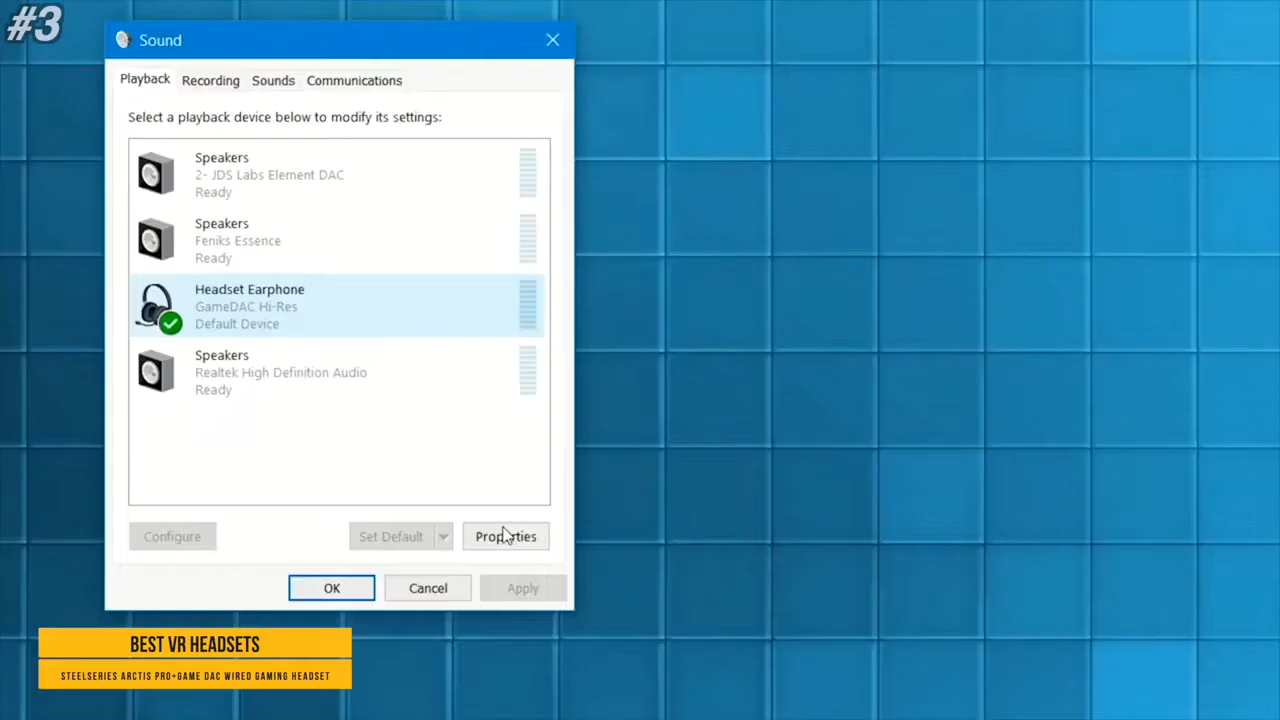 #3
Sound
Playback Recording Sounds Communications
Select a playback device below to modify its settings:
Speakers
2- JDS Labs Element DAC
Ready
Speakers
Feniks Essence
Ready
Headset Earphone
GameDAC Hi-Res
Default Device
Speakers
Realtek High Definition Audio
Ready
Configure Set Default Properties
OK Cancel Apply
BEST VR HEADSETS
STEELSERIES ARCTIS PRO+GAME DAC WIRED GAMING HEADSET